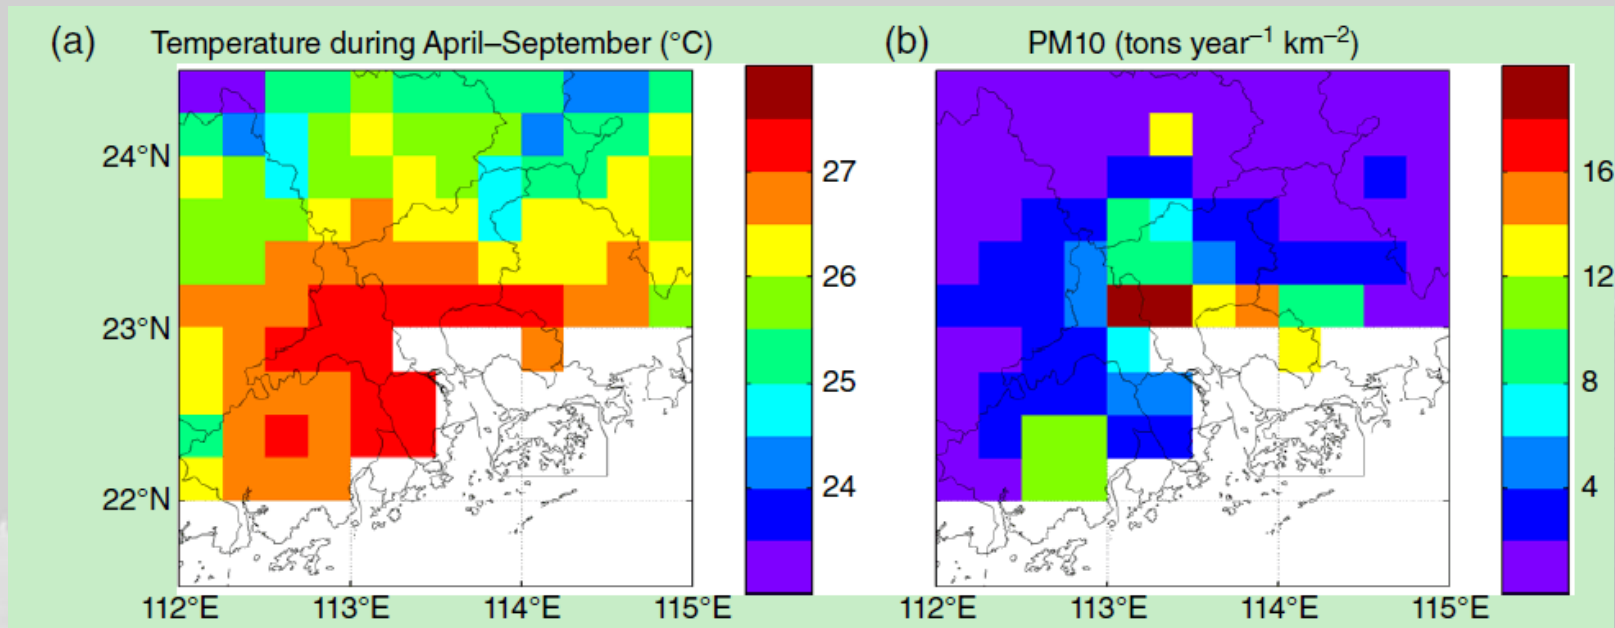 (a) Temperature during April–September (°C)
24°N
23°N
22°N
112°E 113°E 114°E 115°E
27
26
25
24
(b) PM10 (tons year⁻¹ km⁻²)
112°E 113°E 114°E 115°E
16
12
8
4